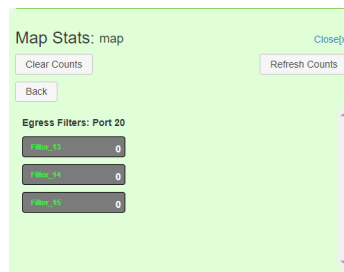 Map Stats: map
Close[x
Clear Counts
Refresh Counts
Back
Egress Filters: Port 20
Filter_13 0
Filter_14 0
Filter_15 0